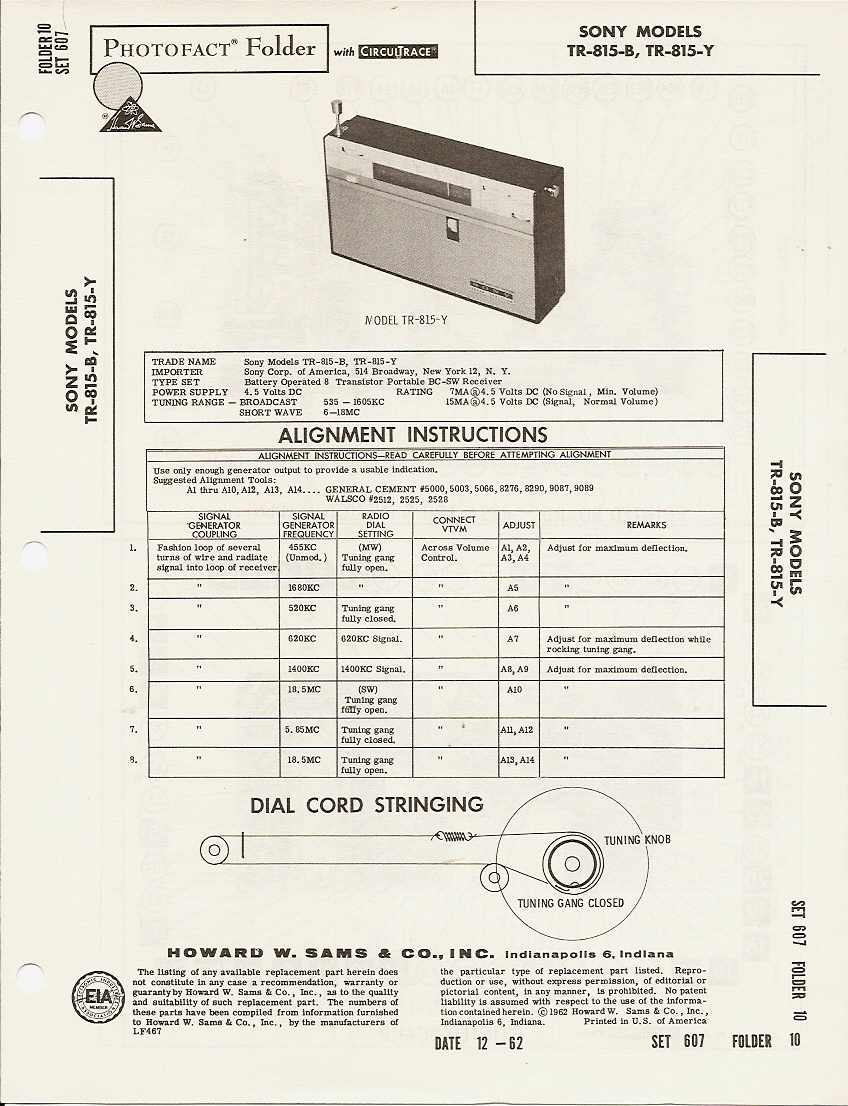 FOLDER 10
SET 607
PHOTOFACT® Folder
with CIRCUITRACE®
SONY MODELS
TR-815-B, TR-815-Y
SONY MODELS
TR-815-B, TR-815-Y
SONY
MODEL TR-815-Y
TRADE NAME Sony Models TR-815-B, TR-815-Y
IMPORTER Sony Corp. of America, 514 Broadway, New York 12, N. Y.
TYPE SET Battery Operated 8 Transistor Portable BC-SW Receiver
POWER SUPPLY 4.5 Volts DC RATING 7MA@4.5 Volts DC (No Signal, Min. Volume)
TUNING RANGE — BROADCAST 535 — 1605KC 15MA@4.5 Volts DC (Signal, Normal Volume)
SHORT WAVE 6—18MC
ALIGNMENT INSTRUCTIONS
ALIGNMENT INSTRUCTIONS—READ CAREFULLY BEFORE ATTEMPTING ALIGNMENT
Use only enough generator output to provide a usable indication.
Suggested Alignment Tools:
A1 thru A10, A12, A13, A14.... GENERAL CEMENT #5000, 5003, 5066, 8276, 8290, 9087, 9089
WALSCO #2512, 2525, 2528
SIGNAL GENERATOR COUPLING | SIGNAL GENERATOR FREQUENCY | RADIO DIAL SETTING | CONNECT VTVM | ADJUST | REMARKS
1. Fashion loop of several turns of wire and radiate signal into loop of receiver. | 455KC (Unmod.) | (MW) Tuning gang fully open. | Across Volume Control. | A1, A2, A3, A4 | Adjust for maximum deflection.
2. " | 1680KC | " | " | A5 | "
3. " | 520KC | Tuning gang fully closed. | " | A6 | "
4. " | 620KC | 620KC Signal. | " | A7 | Adjust for maximum deflection while rocking tuning gang.
5. " | 1400KC | 1400KC Signal. | " | A8, A9 | Adjust for maximum deflection.
6. " | 18.5MC | (SW) Tuning gang fully open. | " | A10 | "
7. " | 5.85MC | Tuning gang fully closed. | " | A11, A12 | "
8. " | 18.5MC | Tuning gang fully open. | " | A13, A14 | "
SONY MODELS
TR-815-B, TR-815-Y
DIAL CORD STRINGING
TUNING KNOB
TUNING GANG CLOSED
HOWARD W. SAMS & CO., INC. Indianapolis 6, Indiana
EIA
MEMBER
ELECTRONIC INDUSTRIES ASSOCIATION
The listing of any available replacement part herein does
not constitute in any case a recommendation, warranty or
guaranty by Howard W. Sams & Co., Inc., as to the quality
and suitability of such replacement part. The numbers of
these parts have been compiled from information furnished
to Howard W. Sams & Co., Inc., by the manufacturers of
LF467
the particular type of replacement part listed. Repro-
duction or use, without express permission, of editorial or
pictorial content, in any manner, is prohibited. No patent
liability is assumed with respect to the use of the informa-
tion contained herein. © 1962 Howard W. Sams & Co., Inc.,
Indianapolis 6, Indiana. Printed in U.S. of America
DATE 12 —62 SET 607 FOLDER 10
SET 607 FOLDER 10